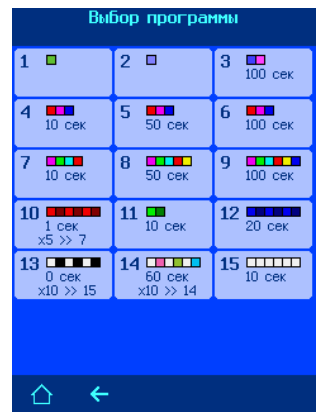 Выбор программы
1
2
3
100 сек
4
10 сек
5
50 сек
6
100 сек
7
10 сек
8
50 сек
9
100 сек
10
1 сек
x5 >> 7
11
10 сек
12
20 сек
13
0 сек
x10 >> 15
14
60 сек
x10 >> 14
15
10 сек